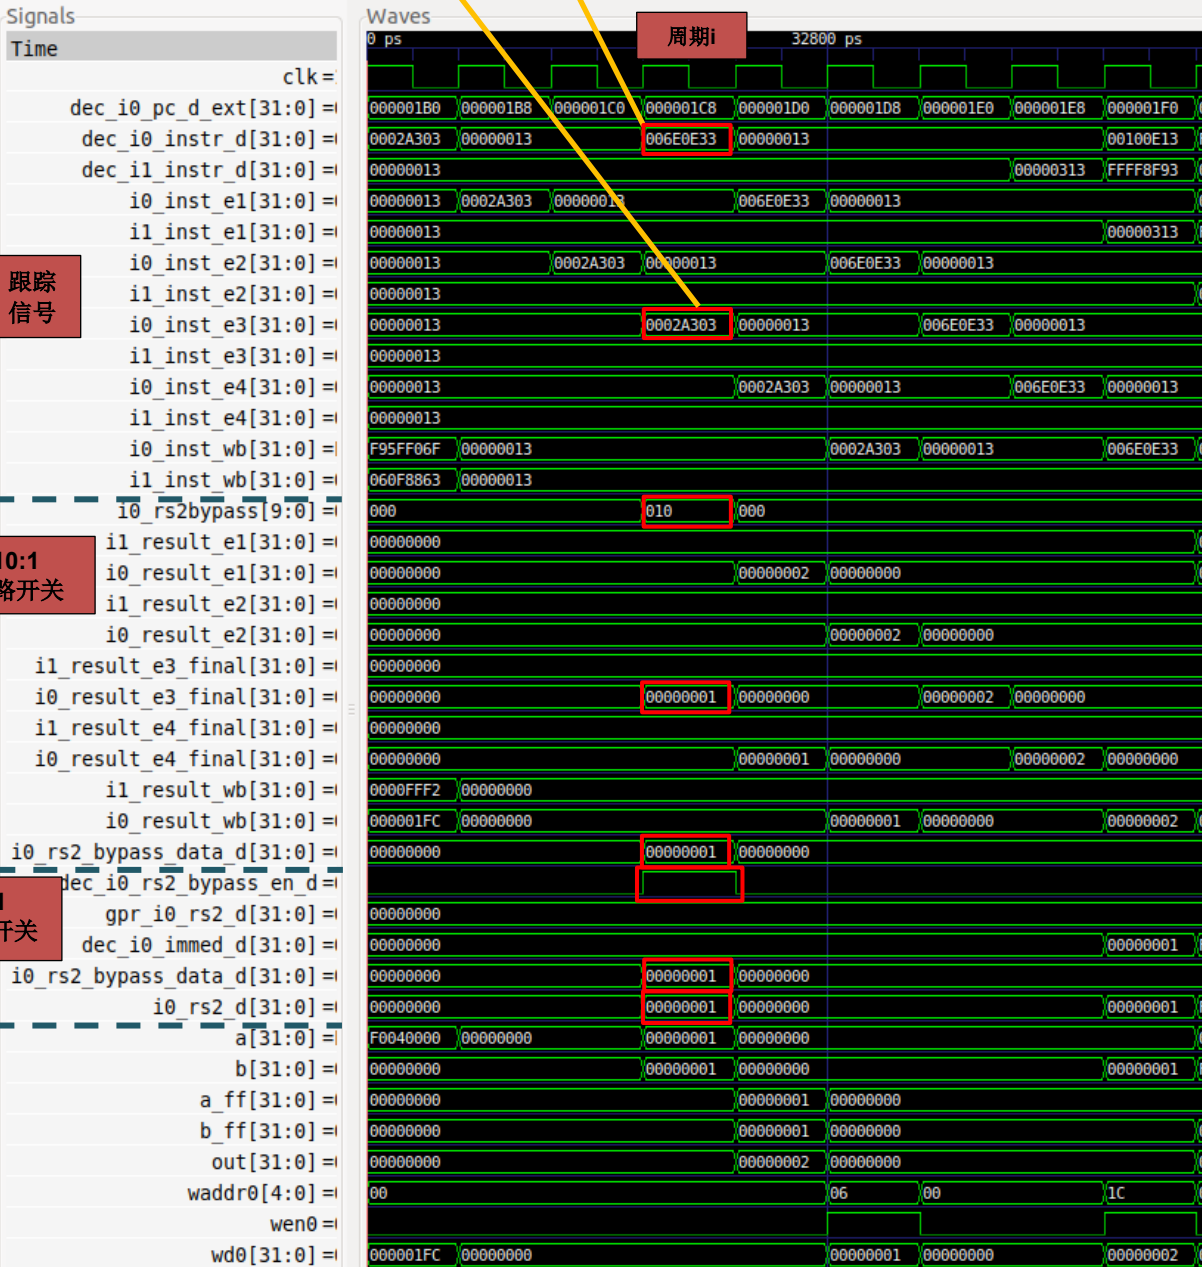 Signals
Waves
周期i
Time
0 ps
32800 ps
clk =
dec_i0_pc_d_ext[31:0] = 000001B0 000001B8 000001C0 000001C8 000001D0 000001D8 000001E0 000001E8 000001F0
dec_i0_instr_d[31:0] = 0002A303 00000013 006E0E33 00000013 00100E13
dec_i1_instr_d[31:0] = 00000013 00000313 FFFF8F93
i0_inst_e1[31:0] = 00000013 0002A303 00000013 006E0E33 00000013
i1_inst_e1[31:0] = 00000013 00000313
i0_inst_e2[31:0] = 00000013 0002A303 00000013 006E0E33 00000013
跟踪
信号
i1_inst_e2[31:0] = 00000013
i0_inst_e3[31:0] = 00000013 0002A303 00000013 006E0E33 00000013
i1_inst_e3[31:0] = 00000013
i0_inst_e4[31:0] = 00000013 0002A303 00000013 006E0E33 00000013
i1_inst_e4[31:0] = 00000013
i0_inst_wb[31:0] = F95FF06F 00000013 0002A303 00000013 006E0E33
i1_inst_wb[31:0] = 060F8863 00000013
i0_rs2bypass[9:0] = 000 010 000
i1_result_e1[31:0] = 00000000
10:1
路开关
i0_result_e1[31:0] = 00000000 00000002 00000000
i1_result_e2[31:0] = 00000000
i0_result_e2[31:0] = 00000000 00000002 00000000
i1_result_e3_final[31:0] = 00000000
i0_result_e3_final[31:0] = 00000000 00000001 00000000 00000002 00000000
i1_result_e4_final[31:0] = 00000000
i0_result_e4_final[31:0] = 00000000 00000001 00000000 00000002 00000000
i1_result_wb[31:0] = 0000FFF2 00000000
i0_result_wb[31:0] = 000001FC 00000000 00000001 00000000 00000002
i0_rs2_bypass_data_d[31:0] = 00000000 00000001 00000000
dec_i0_rs2_bypass_en_d =
开关
gpr_i0_rs2_d[31:0] = 00000000
dec_i0_immed_d[31:0] = 00000000 00000001
i0_rs2_bypass_data_d[31:0] = 00000000 00000001 00000000
i0_rs2_d[31:0] = 00000000 00000001 00000000 00000001
a[31:0] = F0040000 00000000 00000001 00000000
b[31:0] = 00000000 00000001 00000000 00000001
a_ff[31:0] = 00000000 00000001 00000000
b_ff[31:0] = 00000000 00000001 00000000
out[31:0] = 00000000 00000002 00000000
waddr0[4:0] = 00 06 00 1C
wen0 =
wd0[31:0] = 000001FC 00000000 00000001 00000000 00000002